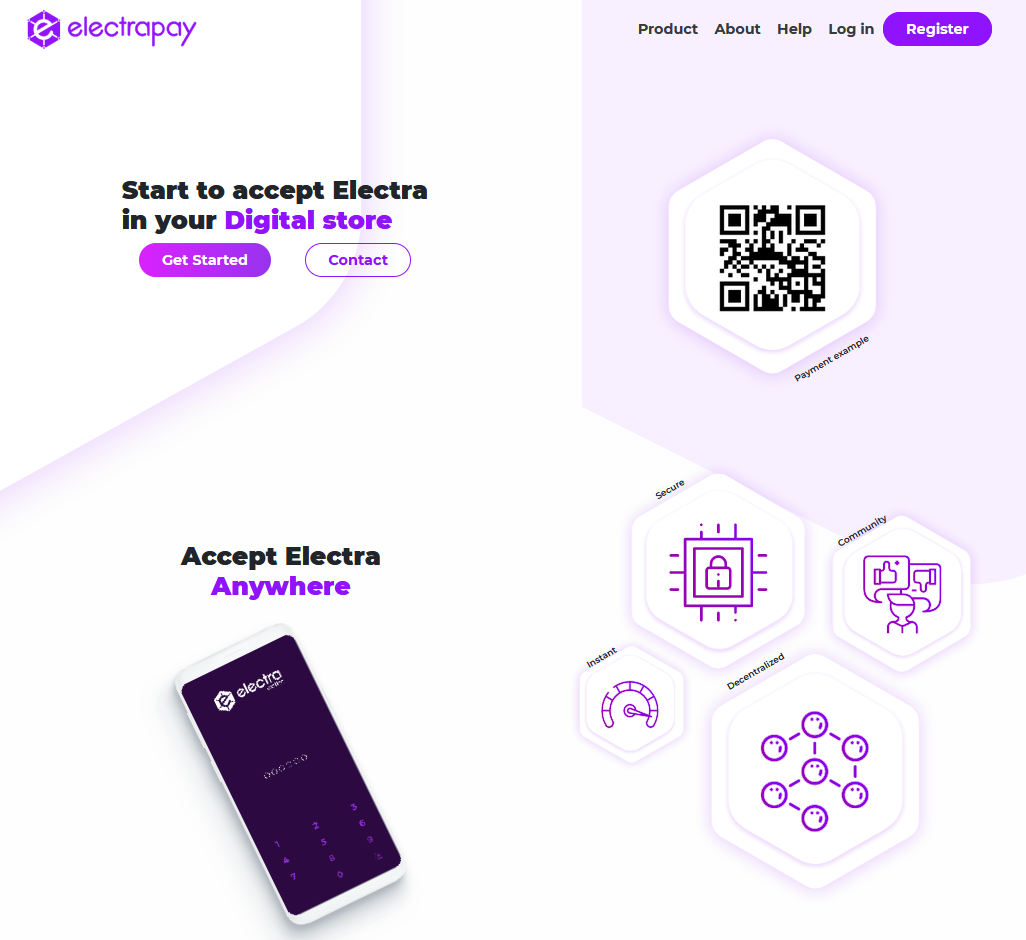 electrapay
Product About Help Log in Register
Start to accept Electra
in your Digital store
Get Started Contact
Payment example
Secure
Community
Instant
Decentralized
Accept Electra
Anywhere
electra
1 2 3
4 5 6
7 8 9
0